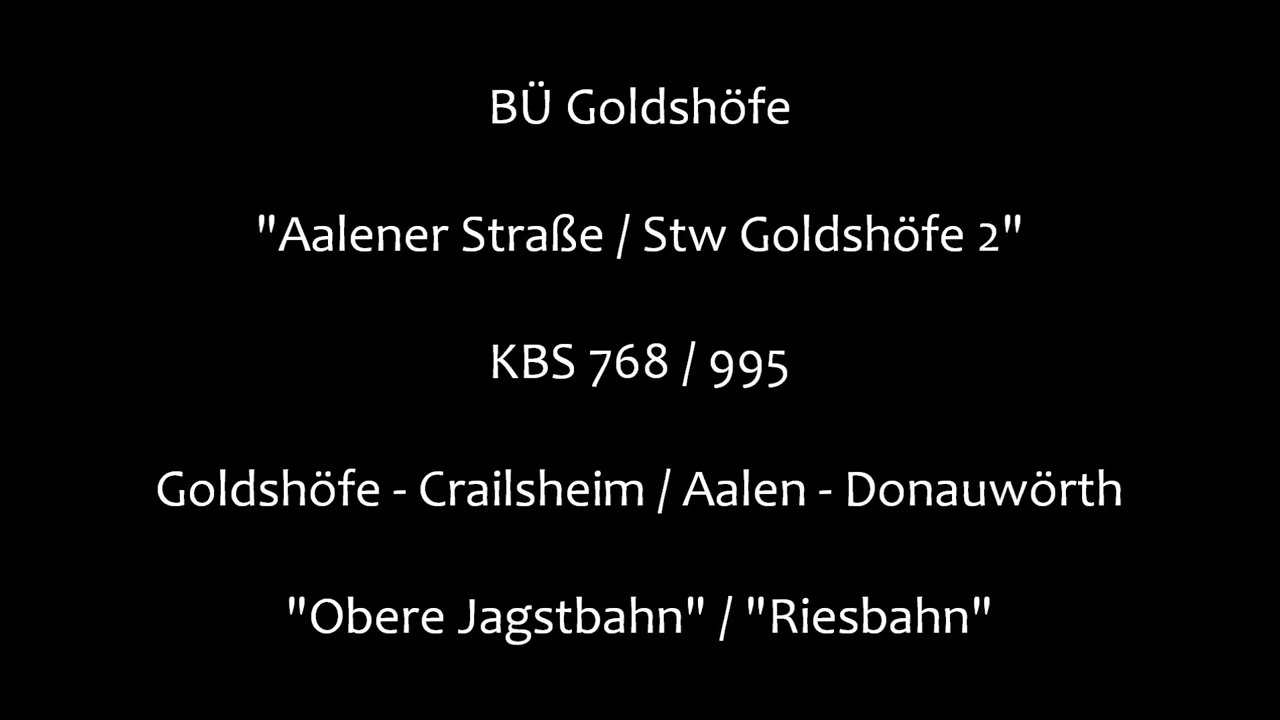 BÜ Goldshöfe
"Aalener Straße / Stw Goldshöfe 2"
KBS 768 / 995
Goldshöfe - Crailsheim / Aalen - Donauwörth
"Obere Jagstbahn" / "Riesbahn"